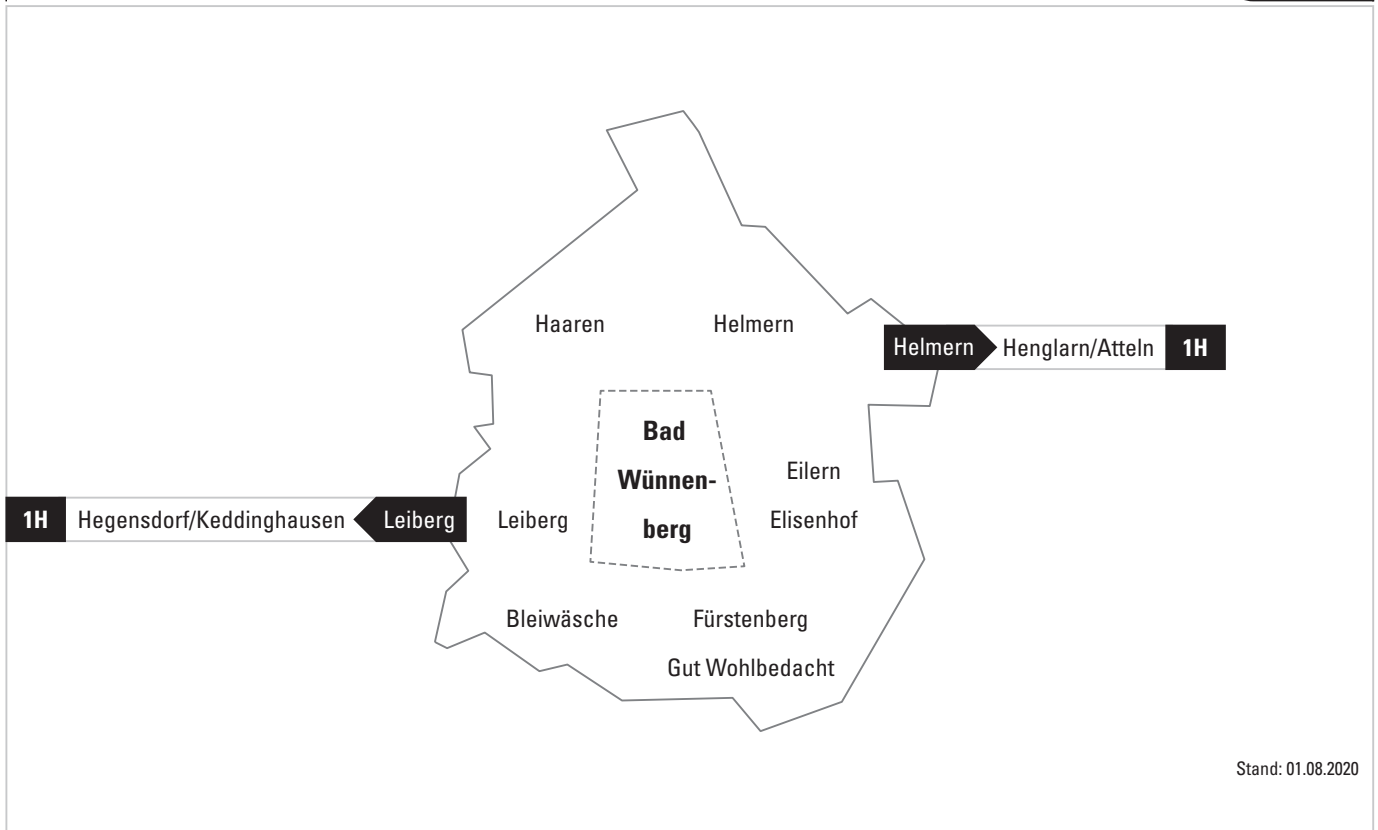 Haaren Helmern
Helmern Henglarn/Atteln 1H
Bad
Wünnen-
berg
Eilern
1H Hegensdorf/Keddinghausen Leiberg Leiberg
Elisenhof
Bleiwäsche Fürstenberg
Gut Wohlbedacht
Stand: 01.08.2020